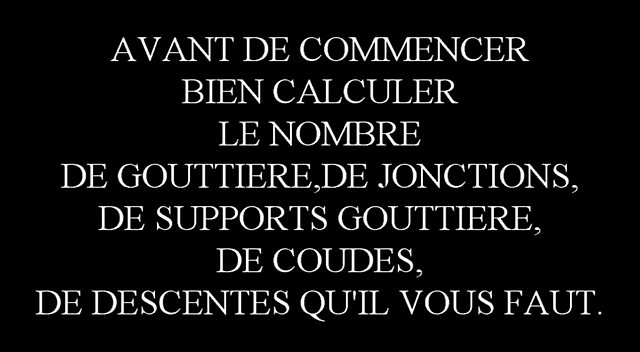 AVANT DE COMMENCER
BIEN CALCULER
LE NOMBRE
DE GOUTTIERE,DE JONCTIONS,
DE SUPPORTS GOUTTIERE,
DE COUDES,
DE DESCENTES QU'IL VOUS FAUT.